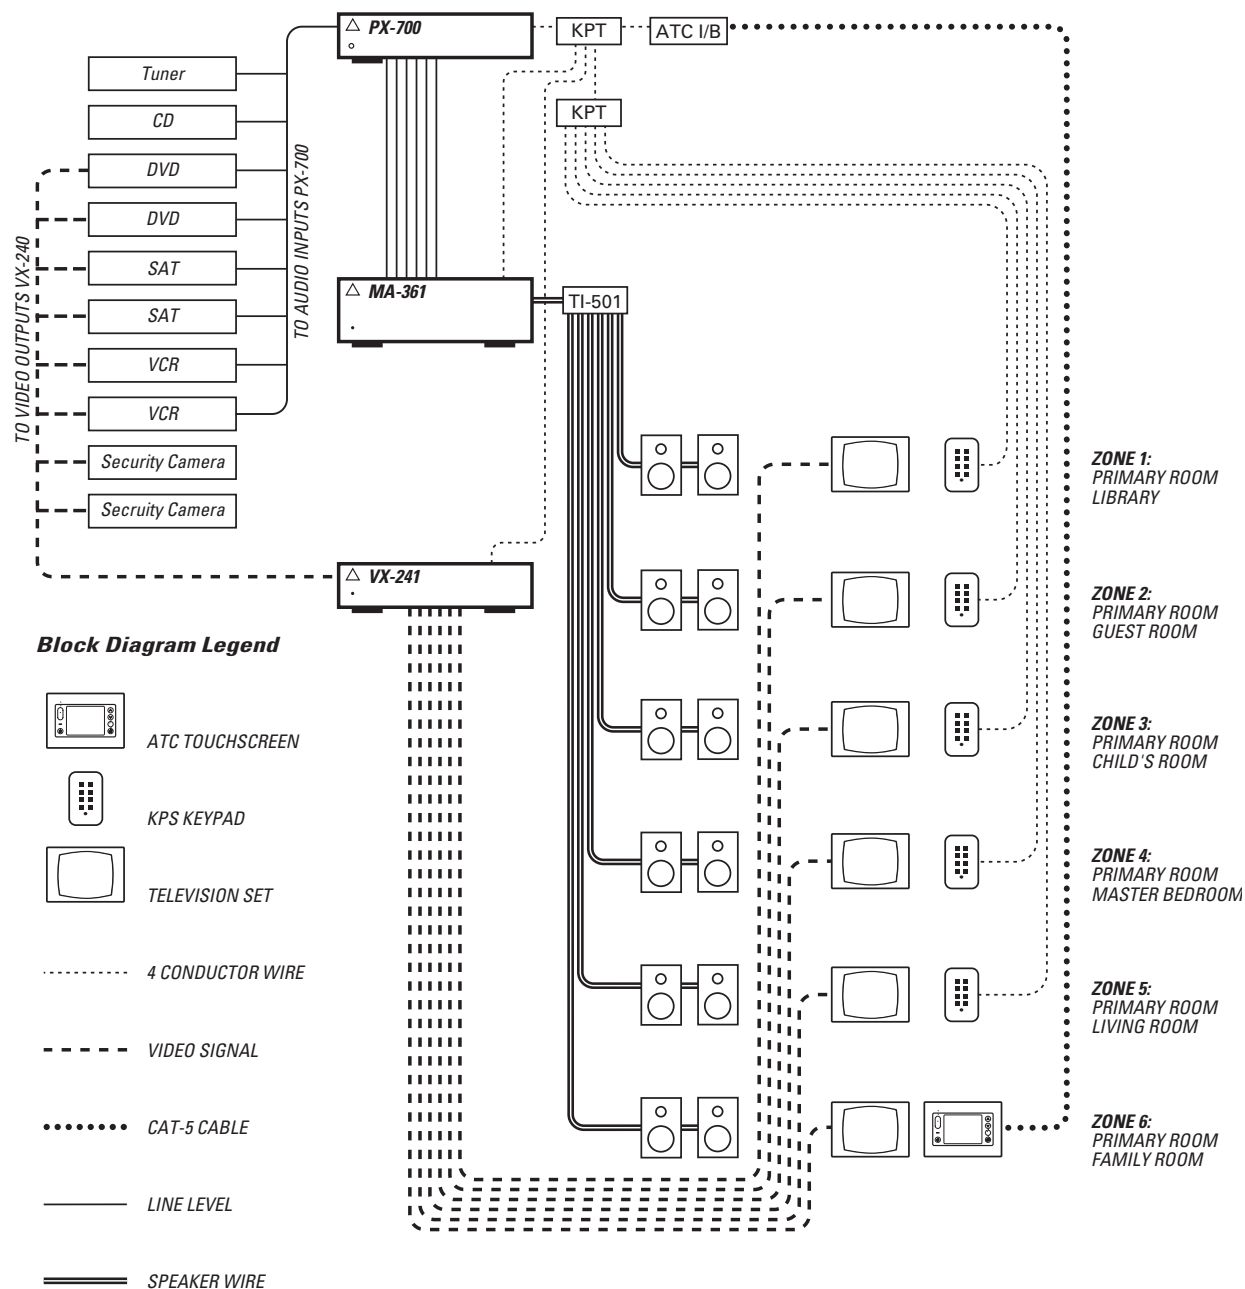 PX-700
KPT
ATC I/B
Tuner
CD
DVD
DVD
SAT
SAT
VCR
VCR
Security Camera
Secruity Camera
TO VIDEO OUTPUTS VX-240
TO AUDIO INPUTS PX-700
KPT
MA-361
TI-501
VX-241
ZONE 1:
PRIMARY ROOM
LIBRARY
ZONE 2:
PRIMARY ROOM
GUEST ROOM
ZONE 3:
PRIMARY ROOM
CHILD'S ROOM
ZONE 4:
PRIMARY ROOM
MASTER BEDROOM
ZONE 5:
PRIMARY ROOM
LIVING ROOM
ZONE 6:
PRIMARY ROOM
FAMILY ROOM
Block Diagram Legend
ATC TOUCHSCREEN
KPS KEYPAD
TELEVISION SET
4 CONDUCTOR WIRE
VIDEO SIGNAL
CAT-5 CABLE
LINE LEVEL
SPEAKER WIRE